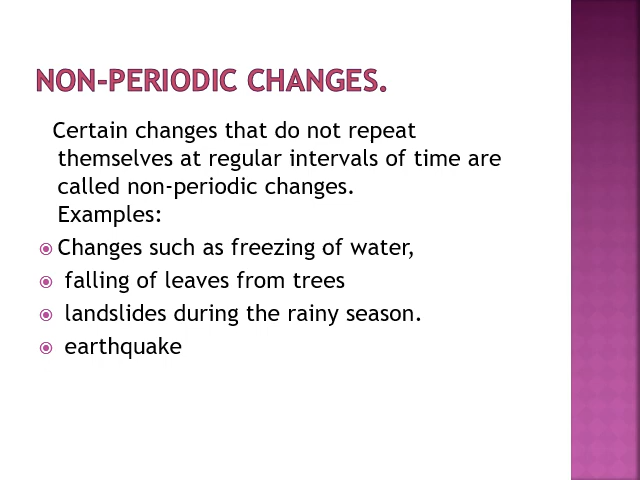 NON-PERIODIC CHANGES.
Certain changes that do not repeat
themselves at regular intervals of time are
called non-periodic changes.
Examples:
Changes such as freezing of water,
falling of leaves from trees
landslides during the rainy season.
earthquake